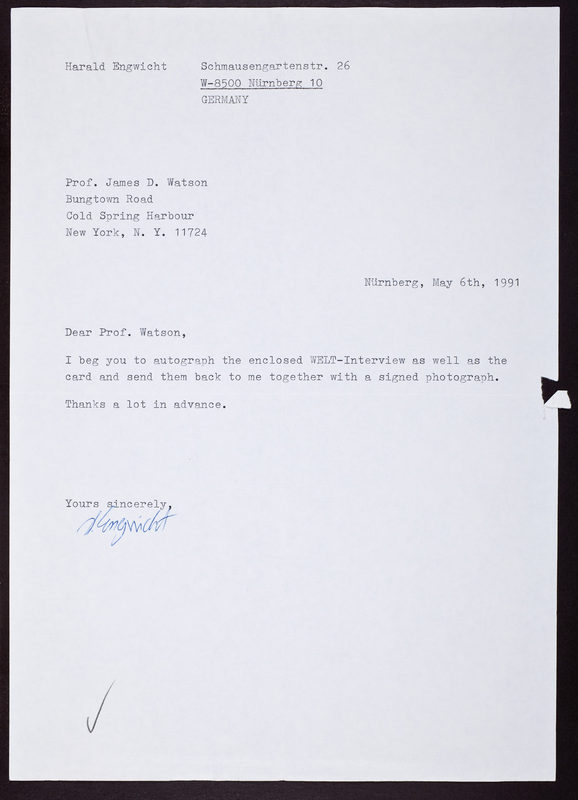 Harald Engwicht Schmausengartenstr. 26
W-8500 Nürnberg 10
GERMANY
Prof. James D. Watson
Bungtown Road
Cold Spring Harbour
New York, N. Y. 11724
Nürnberg, May 6th, 1991
Dear Prof. Watson,
I beg you to autograph the enclosed WELT-Interview as well as the
card and send them back to me together with a signed photograph.
Thanks a lot in advance.
Yours sincerely,
HEngwicht